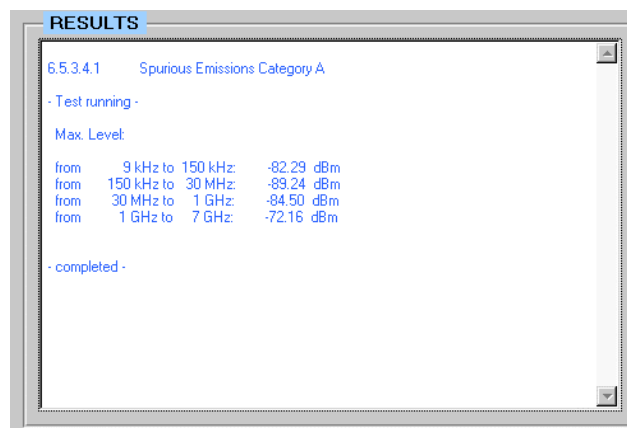 RESULTS
6.5.3.4.1 Spurious Emissions Category A
- Test running -
Max. Level:
from 9 kHz to 150 kHz: -82.29 dBm
from 150 kHz to 30 MHz: -89.24 dBm
from 30 MHz to 1 GHz: -84.50 dBm
from 1 GHz to 7 GHz: -72.16 dBm
- completed -